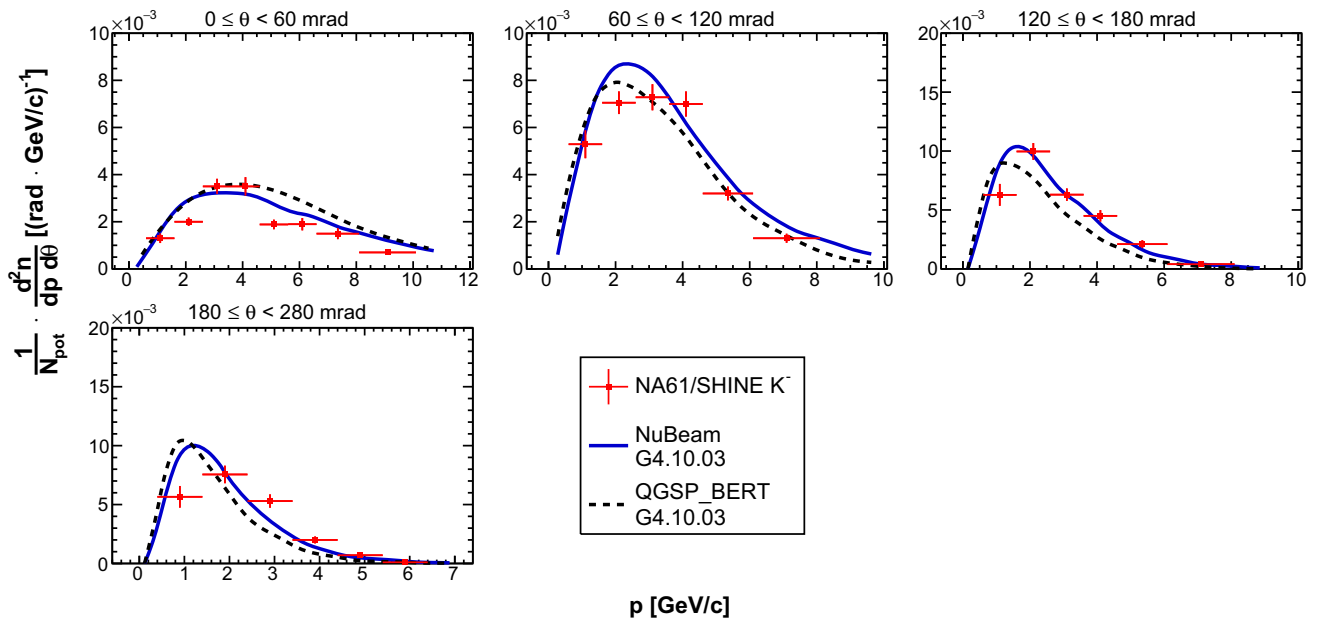 0 ≤ θ < 60 mrad
60 ≤ θ < 120 mrad
120 ≤ θ < 180 mrad
×10⁻³
×10⁻³
×10⁻³
10
8
6
4
2
0
0 2 4 6 8 10 12
10
8
6
4
2
0
0 2 4 6 8 10
20
15
10
5
0
0 2 4 6 8 10
1/N_pot · d²n/dp dθ [(rad · GeV/c)⁻¹]
180 ≤ θ < 280 mrad
×10⁻³
20
15
10
5
0
0 1 2 3 4 5 6 7
NA61/SHINE K⁻
NuBeam
G4.10.03
QGSP_BERT
G4.10.03
p [GeV/c]